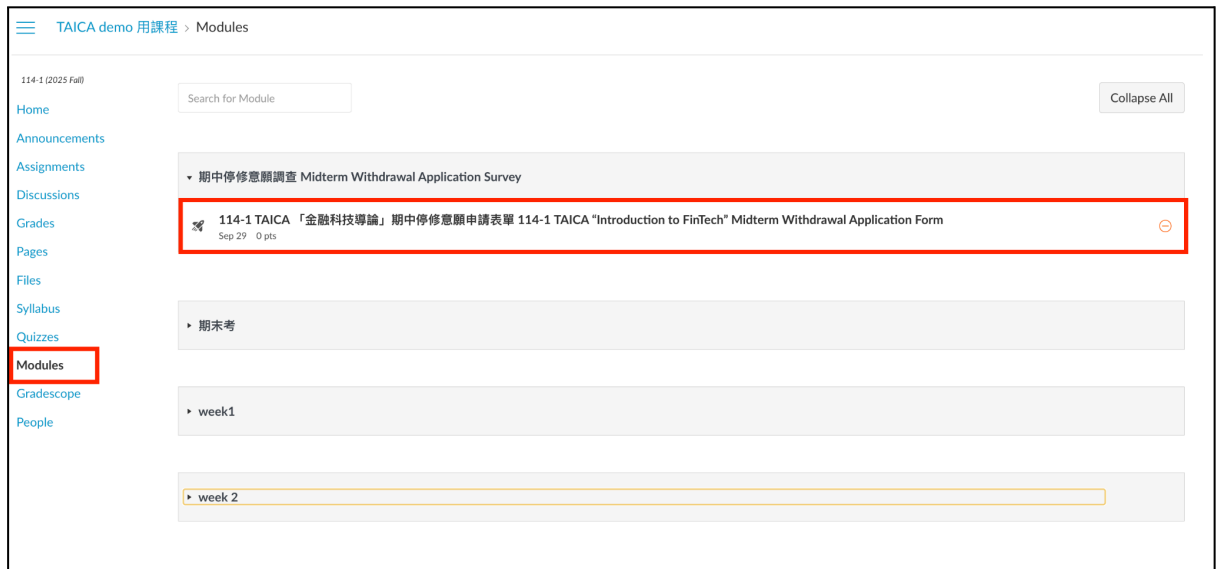 TAICA demo 用課程 › Modules
114-1 (2025 Fall)
Home
Announcements
Assignments
Discussions
Grades
Pages
Files
Syllabus
Quizzes
Modules
Gradescope
People
Search for Module
Collapse All
期中停修意願調查 Midterm Withdrawal Application Survey
114-1 TAICA 「金融科技導論」期中停修意願申請表單 114-1 TAICA “Introduction to FinTech” Midterm Withdrawal Application Form
Sep 29 0 pts
期末考
week1
week 2